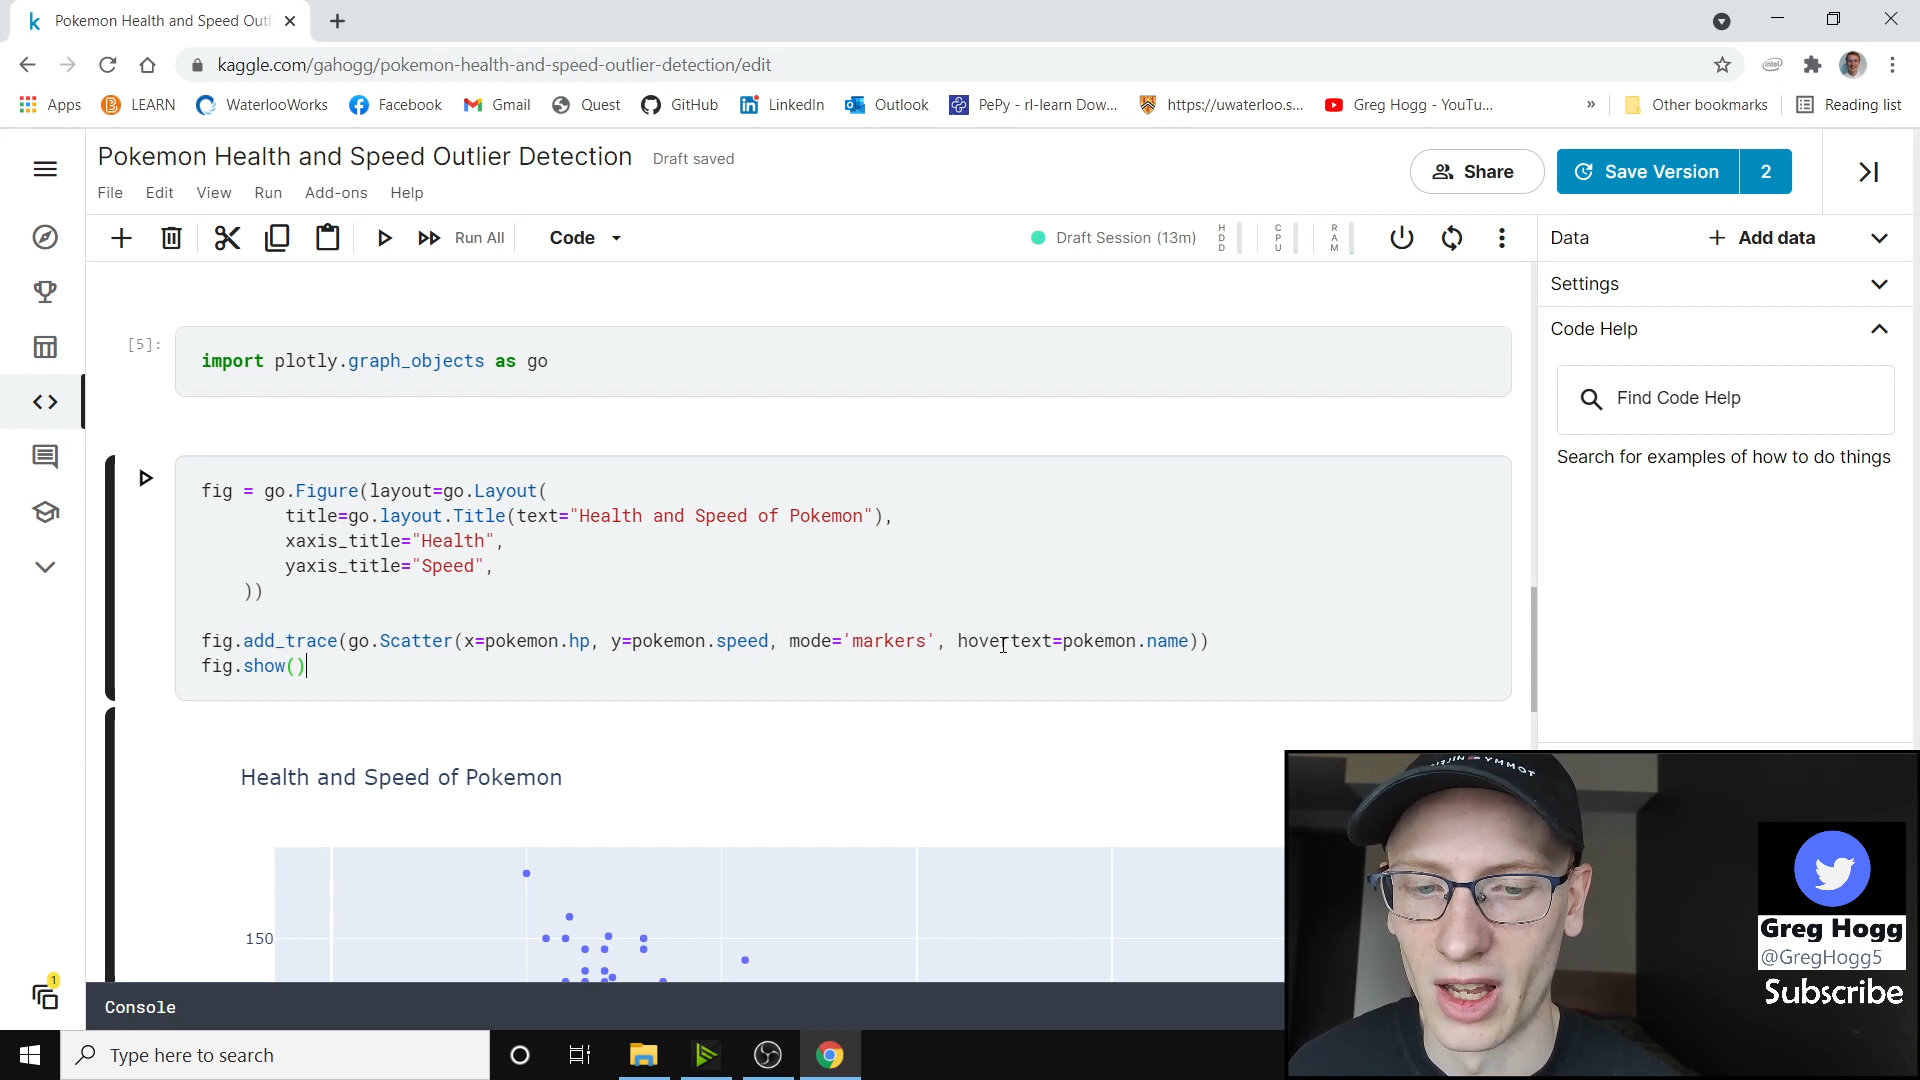 Pokemon Health and Speed Outl
kaggle.com/gahogg/pokemon-health-and-speed-outlier-detection/edit
Apps
LEARN
WaterlooWorks
Facebook
Gmail
Quest
GitHub
LinkedIn
Outlook
PePy - rl-learn Dow...
https://uwaterloo.s...
Greg Hogg - YouTu...
»
Other bookmarks
Reading list
Pokemon Health and Speed Outlier Detection
Draft saved
File Edit View Run Add-ons Help
Share
Save Version
2
Run All
Code
Draft Session (13m)
HDD
CPU
RAM
Data
+ Add data
Settings
Code Help
Find Code Help
Search for examples of how to do things
[5]:
import plotly.graph_objects as go
fig = go.Figure(layout=go.Layout(
title=go.layout.Title(text="Health and Speed of Pokemon"),
xaxis_title="Health",
yaxis_title="Speed",
))
fig.add_trace(go.Scatter(x=pokemon.hp, y=pokemon.speed, mode='markers', hovertext=pokemon.name))
fig.show()
Health and Speed of Pokemon
150
1
Console
TOMMY
Greg Hogg
@GregHogg5
Subscribe
Type here to search